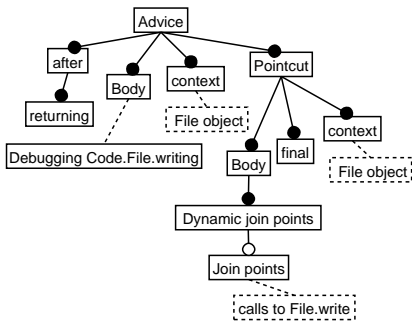 Advice
after
Body
context
Pointcut
returning
File object
Debugging Code.File.writing
Body
final
context
File object
Dynamic join points
Join points
calls to File.write